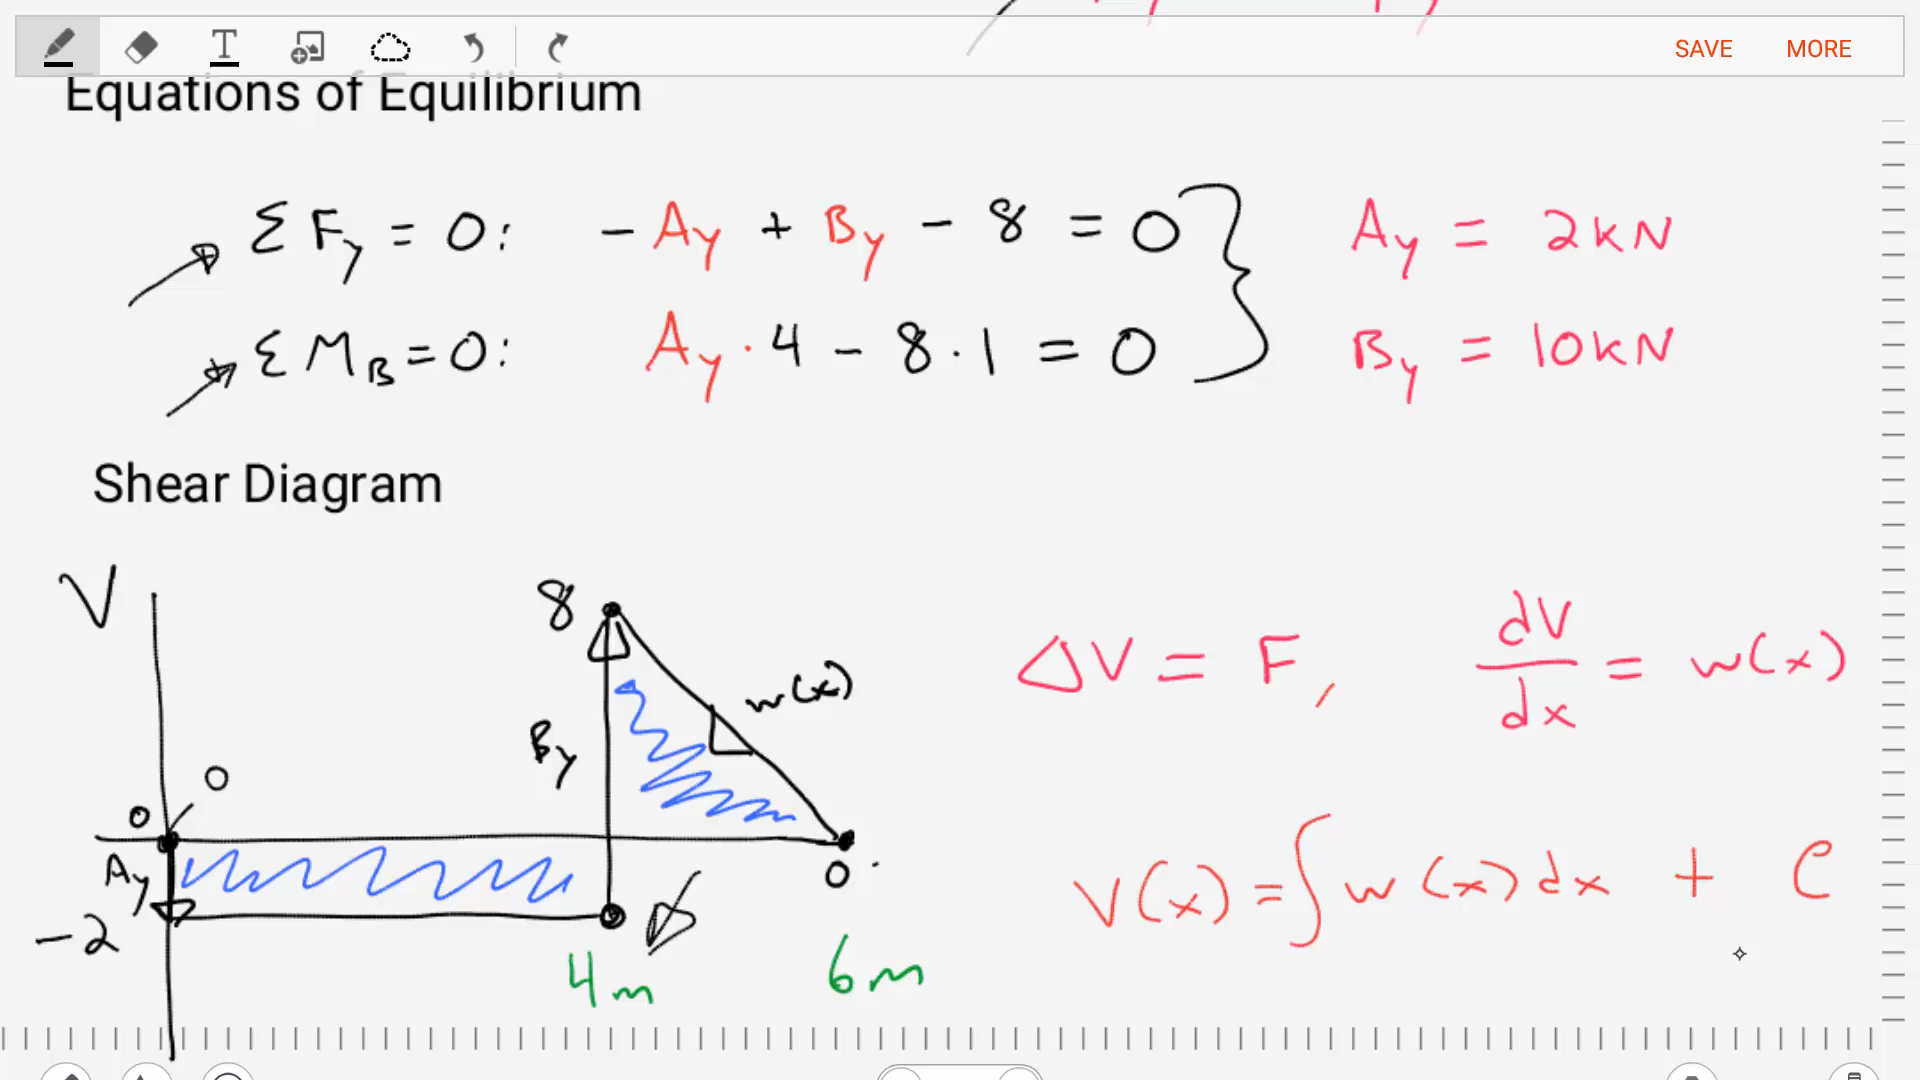 T
SAVE
MORE
Equations of Equilibrium
ΣFy = 0: -Ay + By - 8 = 0
Ay = 2kN
ΣMB = 0: Ay · 4 - 8 · 1 = 0
By = 10kN
Shear Diagram
V
8
ΔV = F,
dV/dx = w(x)
w(x)
By
0
0
Ay
0
V(x) = ∫w(x)dx + C
-2
4m
6m